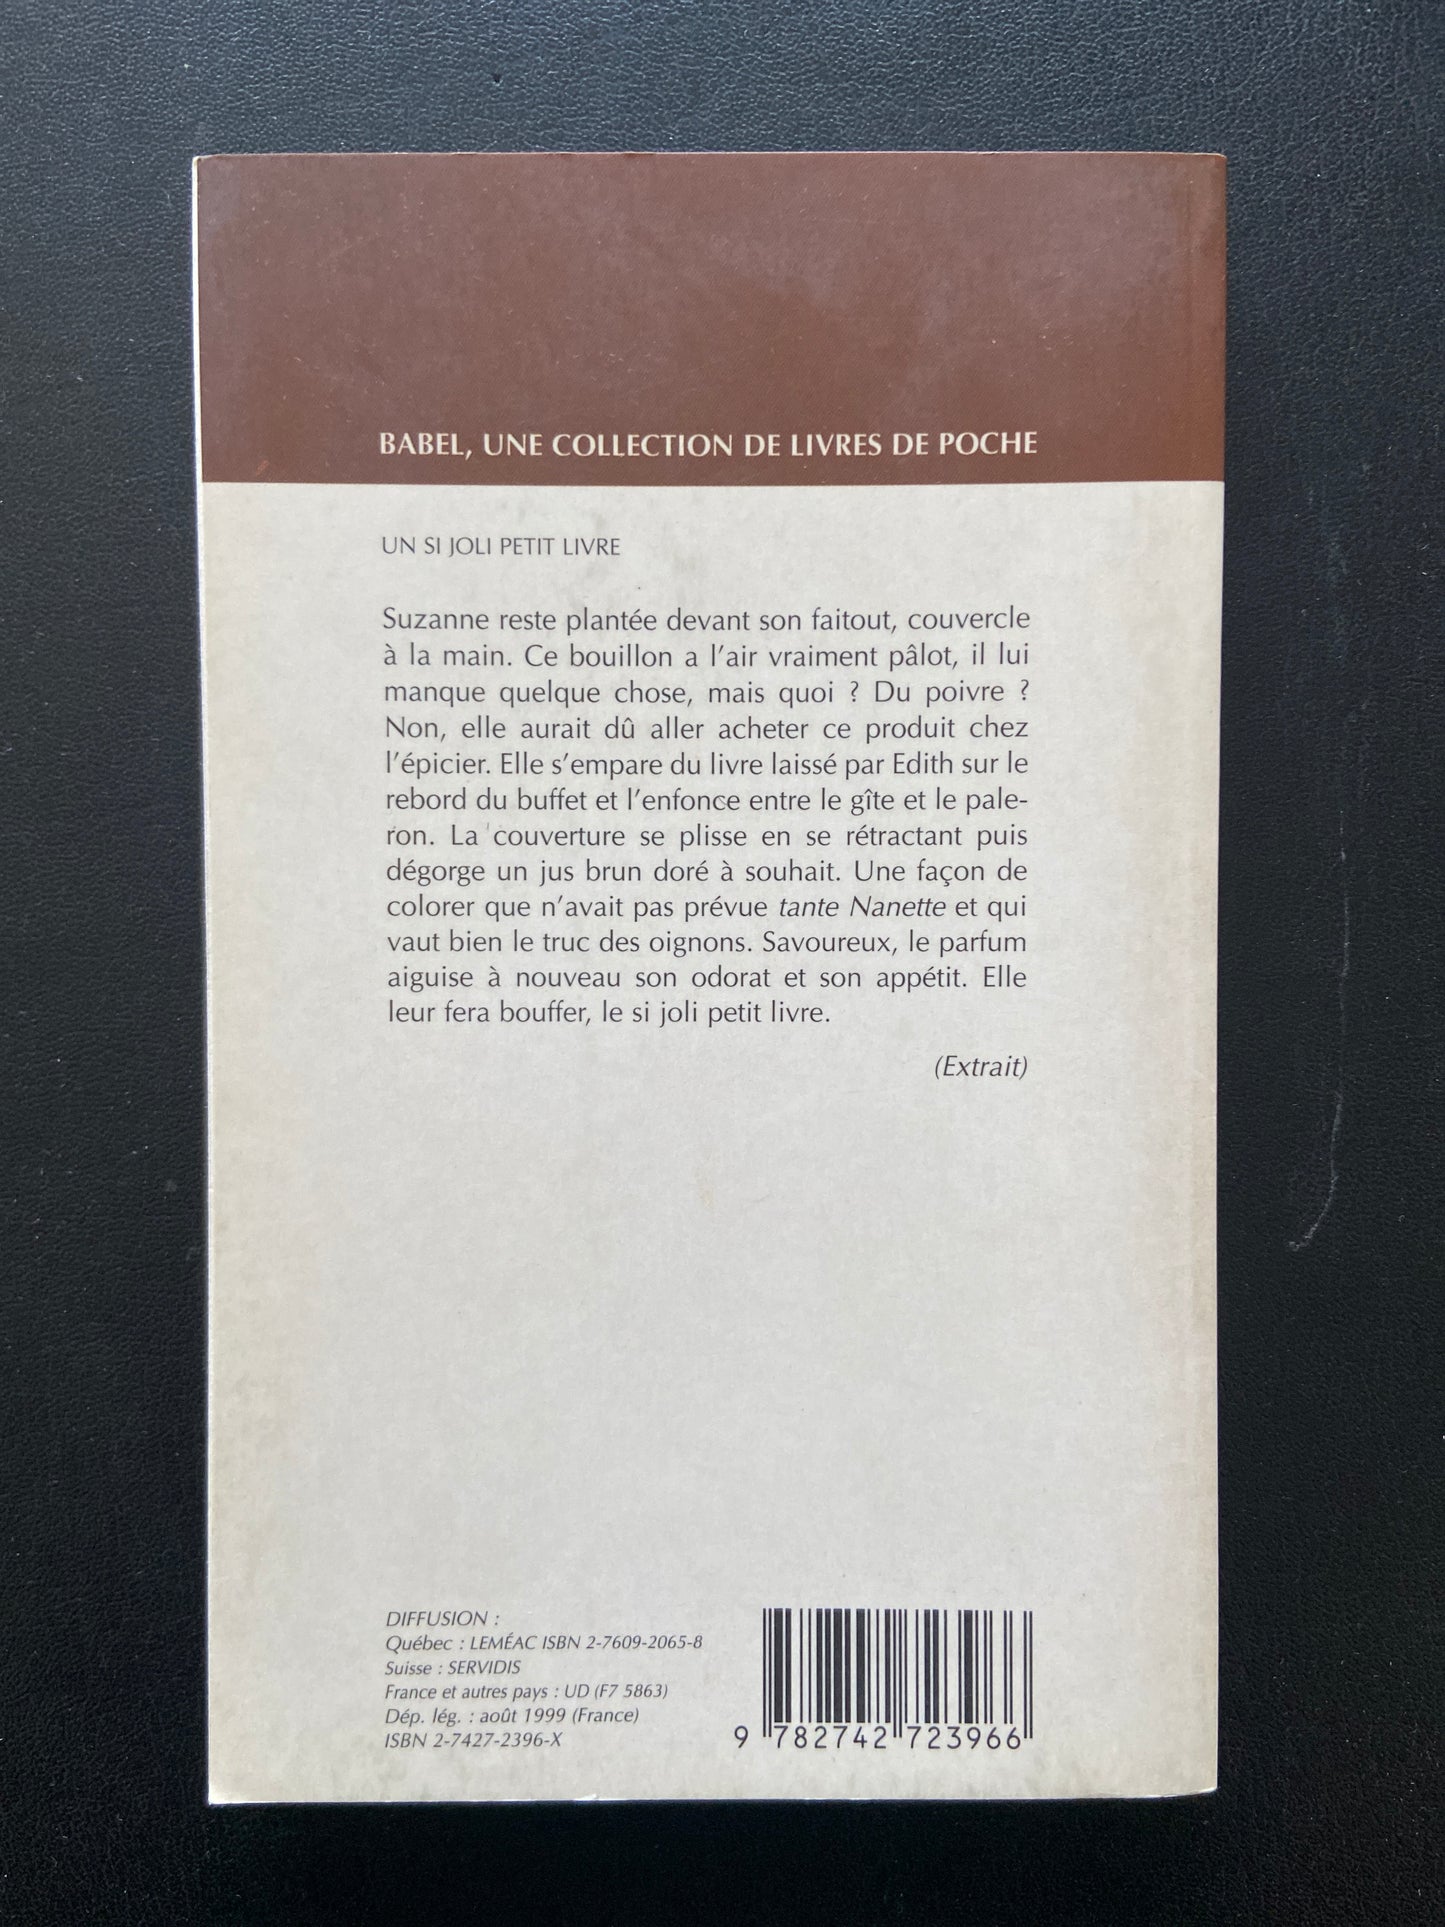 BABEL, UNE COLLECTION DE LIVRES DE POCHE
UN SI JOLI PETIT LIVRE
Suzanne reste plantée devant son faitout, couvercle
à la main. Ce bouillon a l'air vraiment pâlot, il lui
manque quelque chose, mais quoi ? Du poivre ?
Non, elle aurait dû aller acheter ce produit chez
l'épicier. Elle s'empare du livre laissé par Edith sur le
rebord du buffet et l'enfonce entre le gîte et le pale-
ron. La couverture se plisse en se rétractant puis
dégorge un jus brun doré à souhait. Une façon de
colorer que n'avait pas prévue tante Nanette et qui
vaut bien le truc des oignons. Savoureux, le parfum
aiguise à nouveau son odorat et son appétit. Elle
leur fera bouffer, le si joli petit livre.
(Extrait)
DIFFUSION :
Québec : LEMÉAC ISBN 2-7609-2065-8
Suisse : SERVIDIS
France et autres pays : UD (F7 5863)
Dép. lég. : août 1999 (France)
ISBN 2-7427-2396-X
9 782742 723966